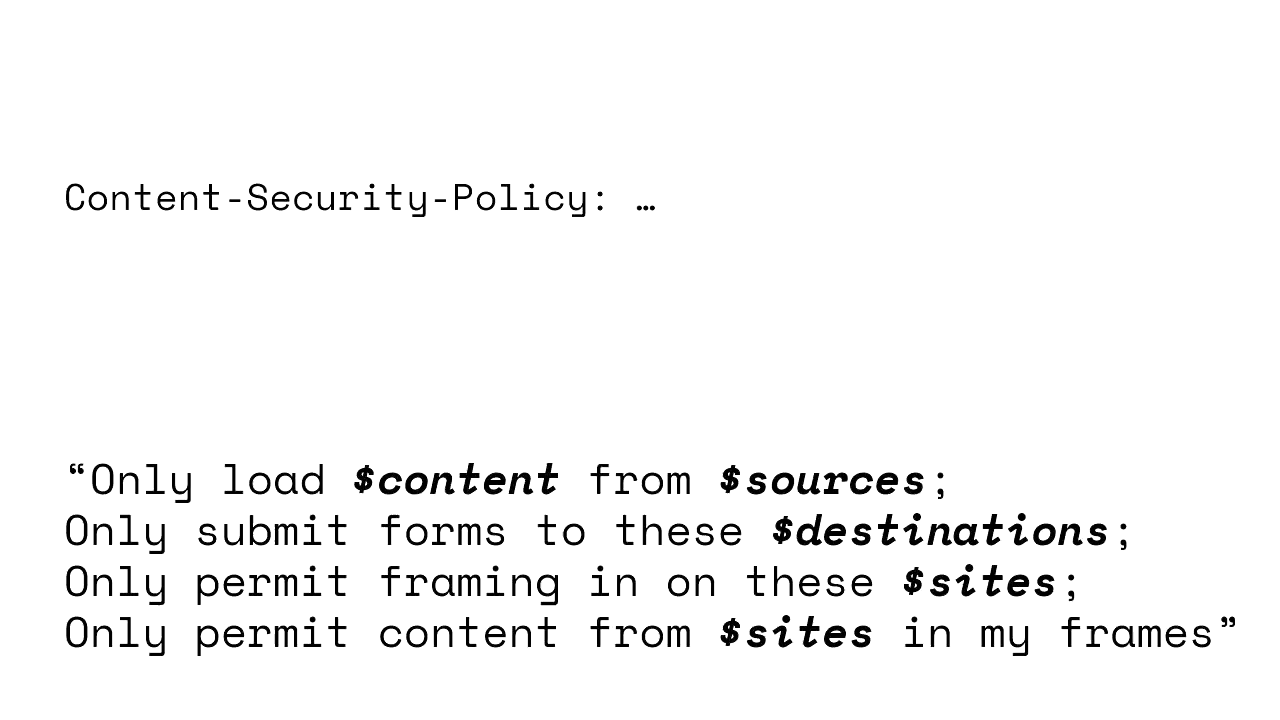 Content-Security-Policy: …
“Only load $content from $sources;
Only submit forms to these $destinations;
Only permit framing in on these $sites;
Only permit content from $sites in my frames”